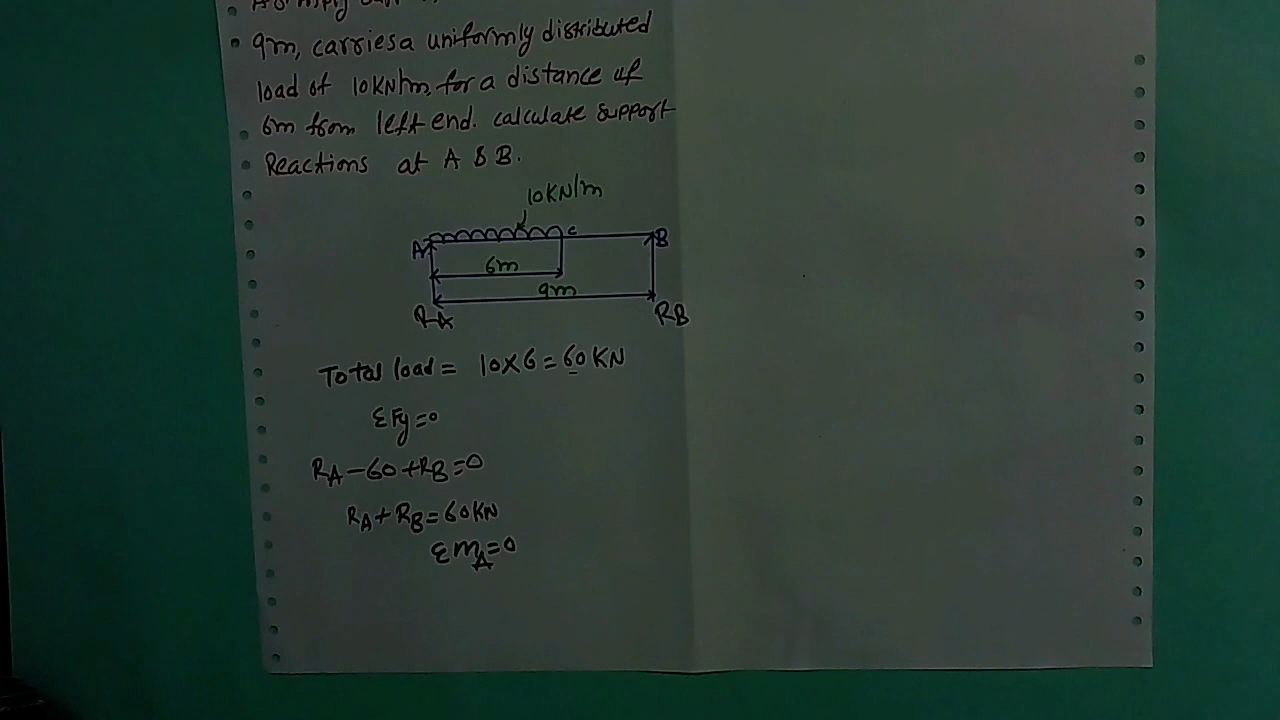 9m, carries a uniformly distributed
load of 10KN/m, for a distance of
6m from left end. calculate support
Reactions at A & B.
10KN/m
A C B
6m
9m
RA RB
Total load = 10×6=60KN
ΣFy=0
RA-60+RB=0
RA+RB=60KN
ΣMA=0